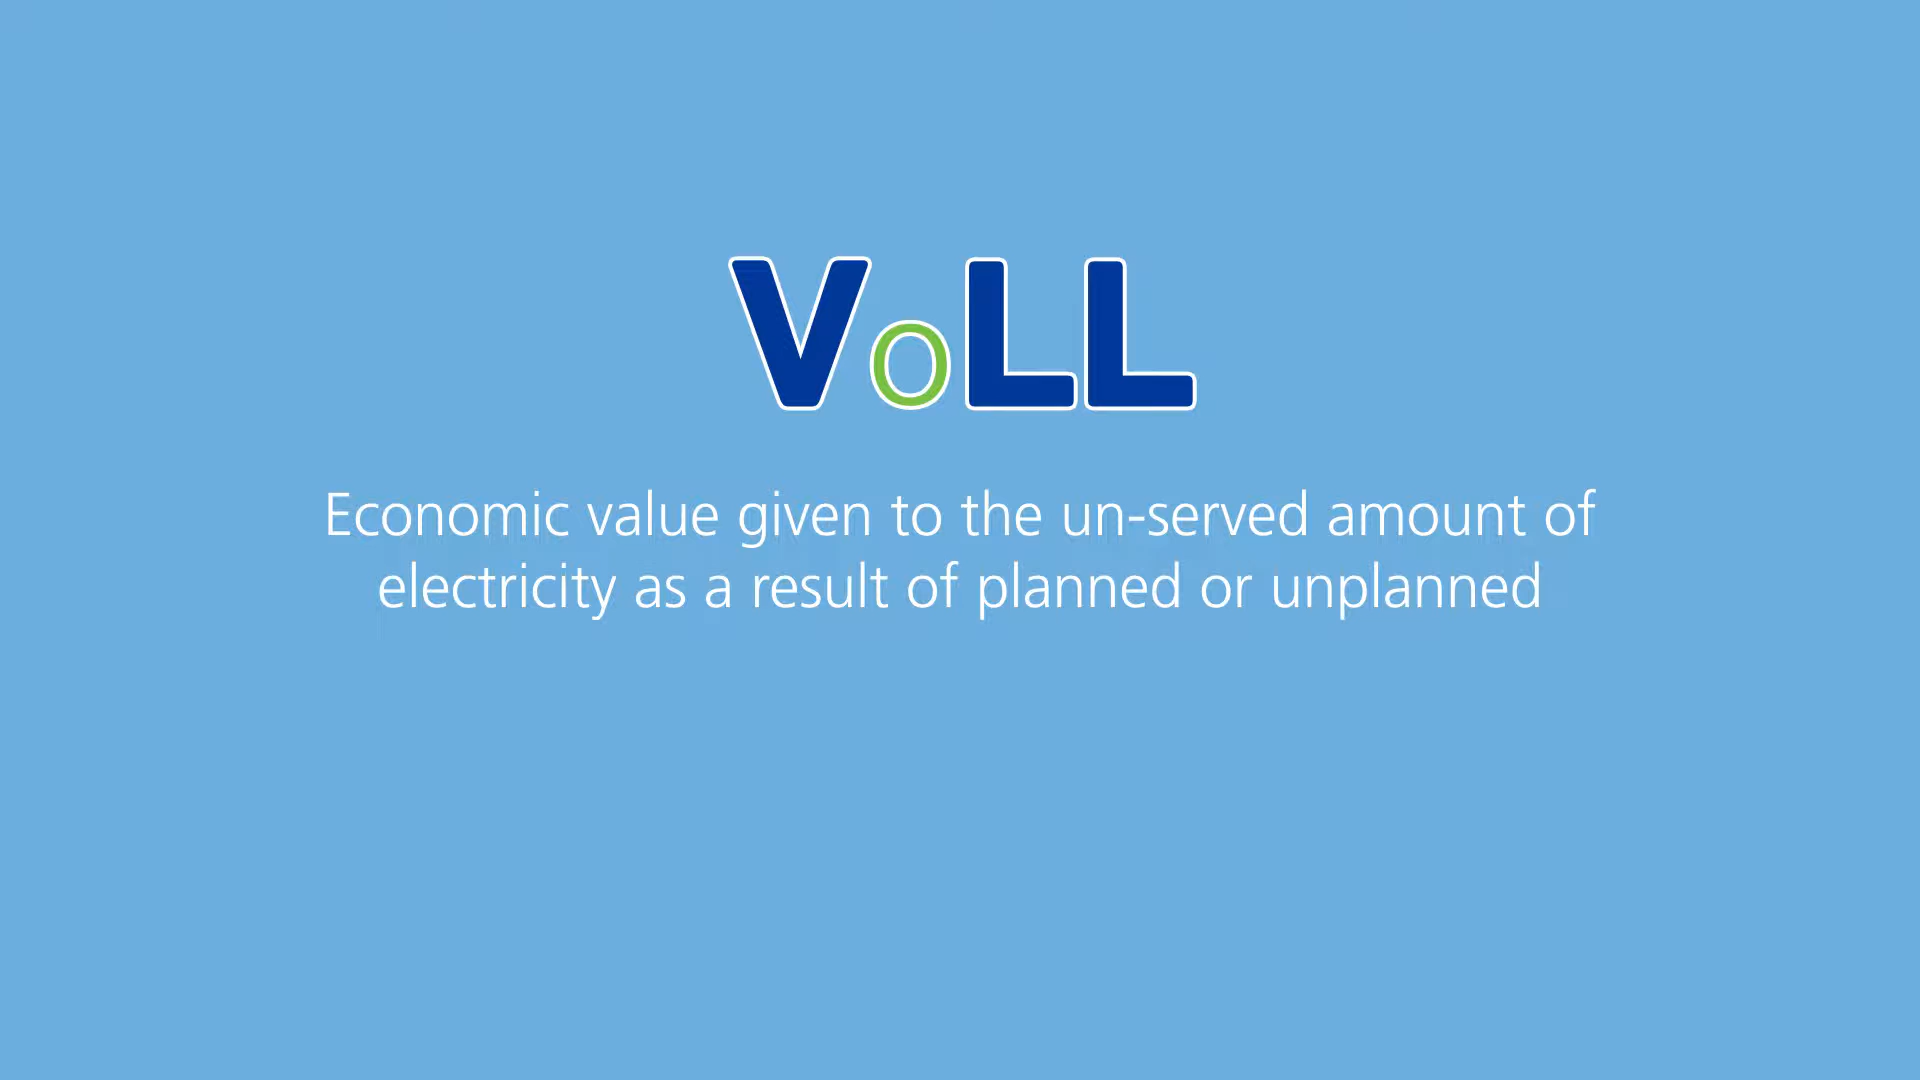 VoLL
Economic value given to the un-served amount of
electricity as a result of planned or unplanned